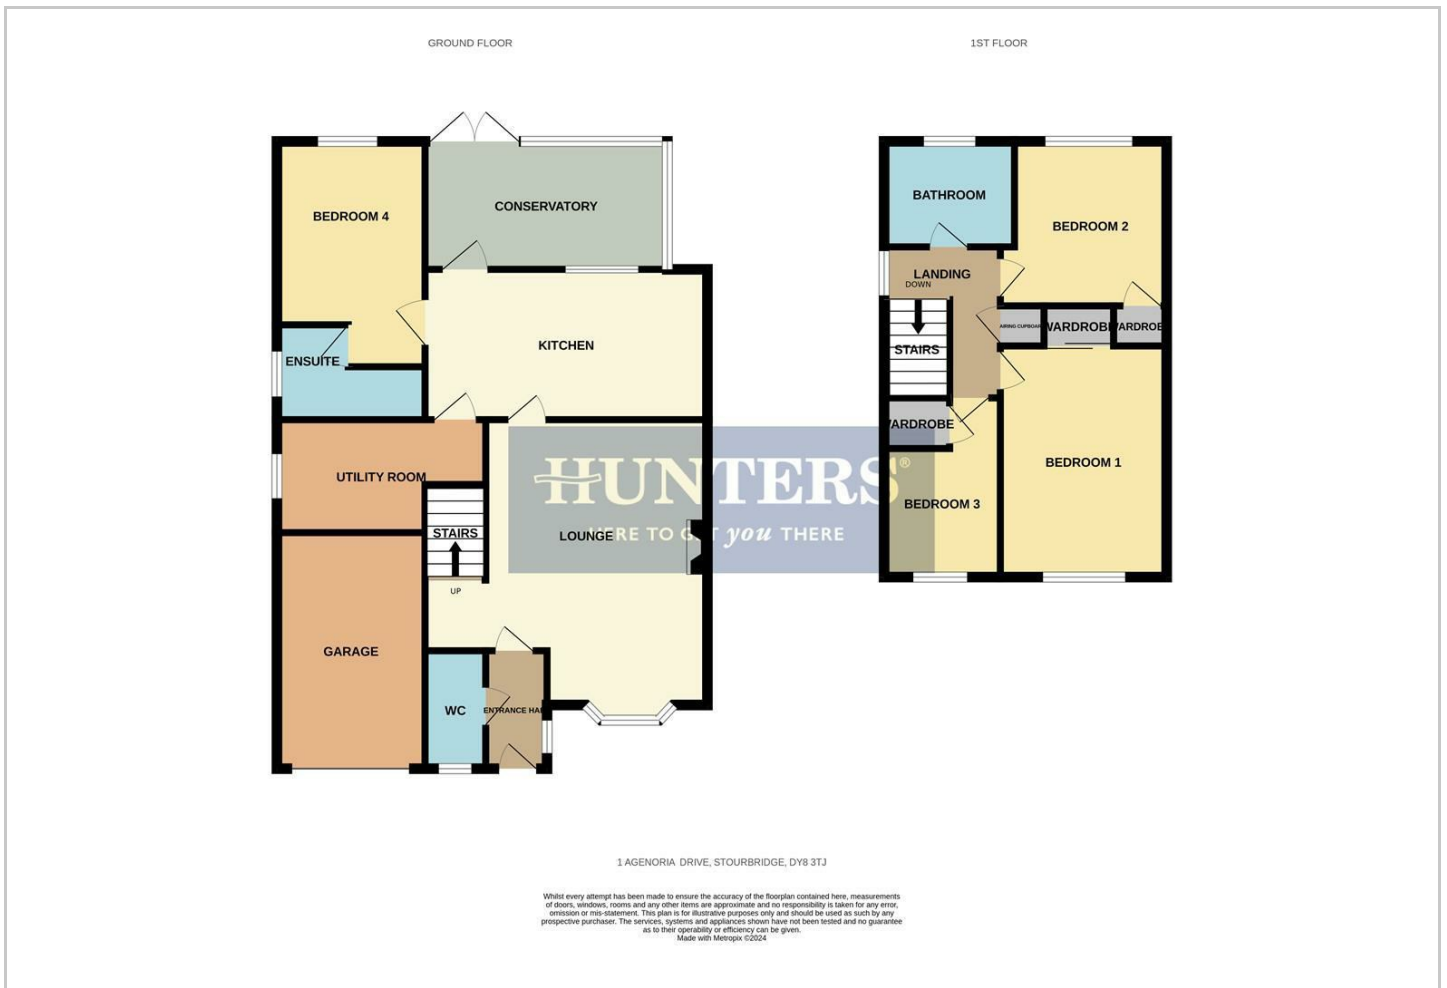 GROUND FLOOR
1ST FLOOR
BEDROOM 4
CONSERVATORY
ENSUITE
KITCHEN
UTILITY ROOM
STAIRS
UP
LOUNGE
GARAGE
WC
ENTRANCE HAL
BATHROOM
BEDROOM 2
LANDING
DOWN
STAIRS
AIRING CUPBOARD
WARDROBE
WARDROBE
WARDROBE
BEDROOM 1
BEDROOM 3
HUNTERS®
HERE TO GET you THERE
1 AGENORIA DRIVE, STOURBRIDGE, DY8 3TJ
Whilst every attempt has been made to ensure the accuracy of the floorplan contained here, measurements
of doors, windows, rooms and any other items are approximate and no responsibility is taken for any error,
omission or mis-statement. This plan is for illustrative purposes only and should be used as such by any
prospective purchaser. The services, systems and appliances shown have not been tested and no guarantee
as to their operability or efficiency can be given.
Made with Metropix ©2024